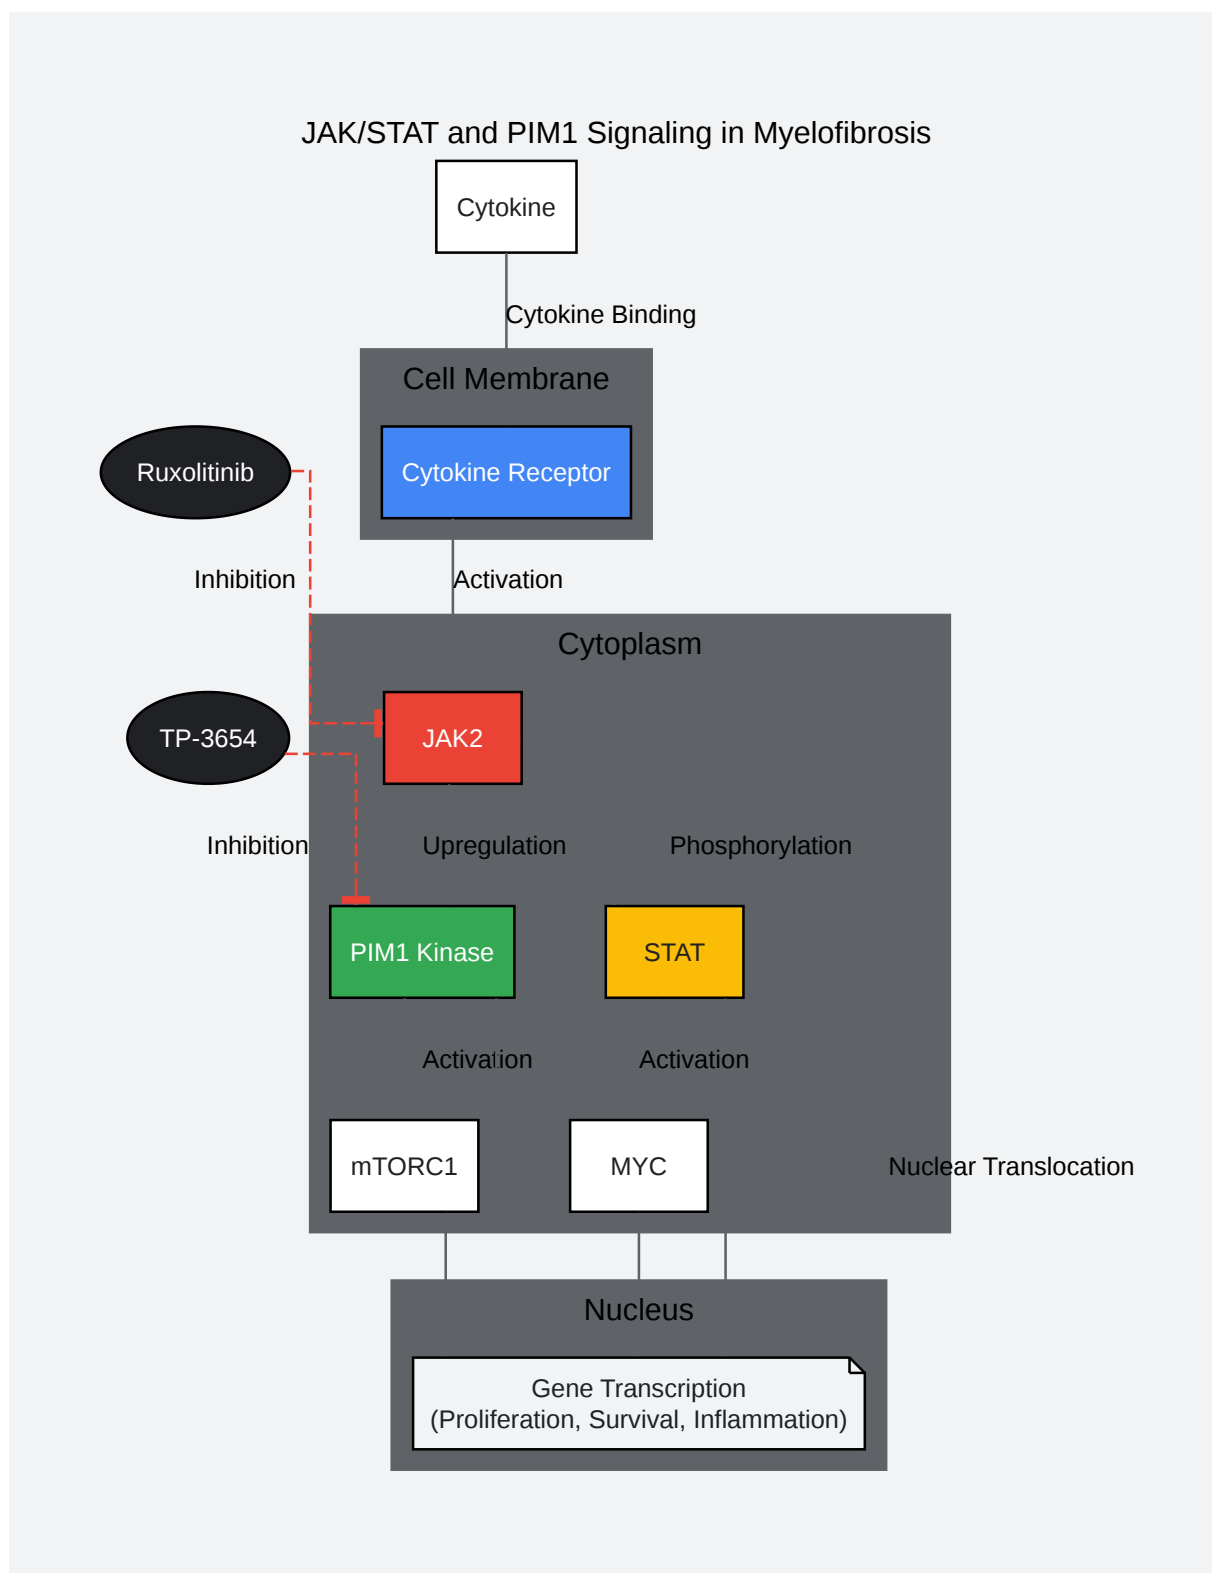 JAK/STAT and PIM1 Signaling in Myelofibrosis
Cytokine
Cytokine Binding
Cell Membrane
Ruxolitinib
Cytokine Receptor
Inhibition
Activation
Cytoplasm
TP-3654
JAK2
Inhibition
Upregulation
Phosphorylation
PIM1 Kinase
STAT
Activation
Activation
mTORC1
MYC
Nuclear Translocation
Nucleus
Gene Transcription
(Proliferation, Survival, Inflammation)